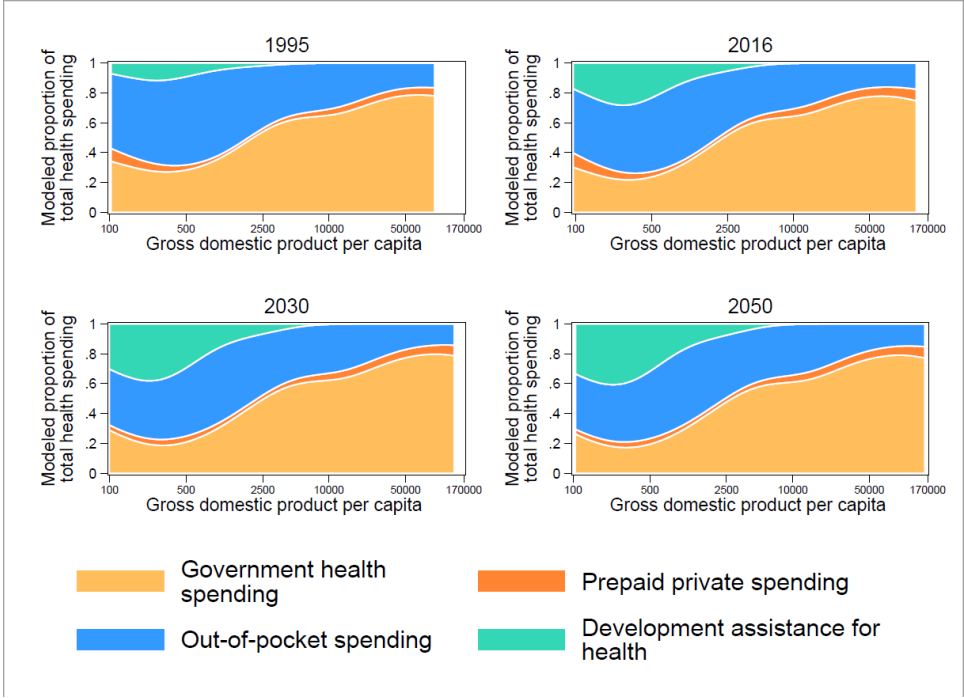 1995
Modeled proportion of
total health spending
1
.8
.6
.4
.2
0
100 500 2500 10000 50000 170000
Gross domestic product per capita
2016
Modeled proportion of
total health spending
1
.8
.6
.4
.2
0
100 500 2500 10000 50000 170000
Gross domestic product per capita
2030
Modeled proportion of
total health spending
1
.8
.6
.4
.2
0
100 500 2500 10000 50000 170000
Gross domestic product per capita
2050
Modeled proportion of
total health spending
1
.8
.6
.4
.2
0
100 500 2500 10000 50000 170000
Gross domestic product per capita
Government health
spending
Prepaid private spending
Out-of-pocket spending
Development assistance for
health